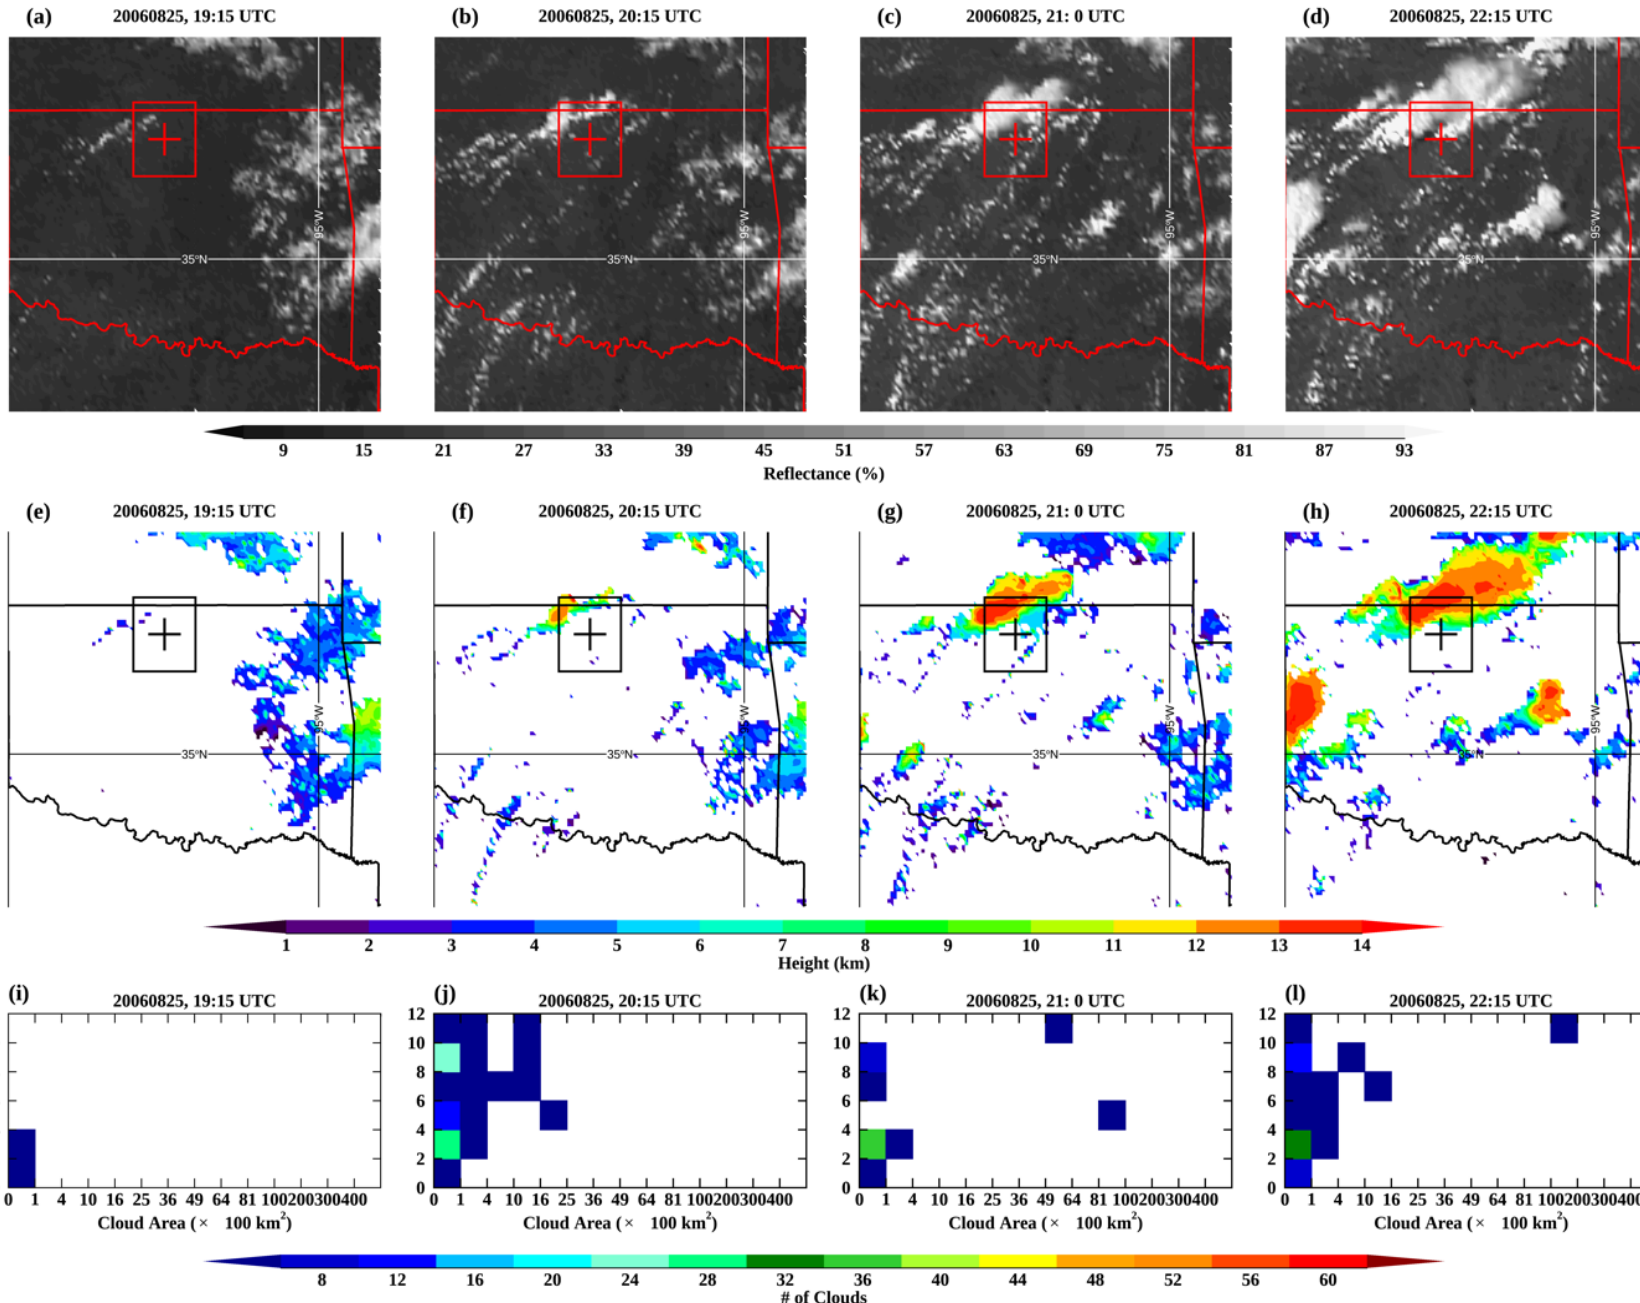 (a) 20060825, 19:15 UTC (b) 20060825, 20:15 UTC (c) 20060825, 21: 0 UTC (d) 20060825, 22:15 UTC
95°W 95°W 95°W 95°W
35°N 35°N 35°N 35°N
9 15 21 27 33 39 45 51 57 63 69 75 81 87 93
Reflectance (%)
(e) 20060825, 19:15 UTC (f) 20060825, 20:15 UTC (g) 20060825, 21: 0 UTC (h) 20060825, 22:15 UTC
95°W 95°W 95°W 95°W
35°N 35°N 35°N 35°N
1 2 3 4 5 6 7 8 9 10 11 12 13 14
Height (km)
(i) 20060825, 19:15 UTC (j) 20060825, 20:15 UTC (k) 20060825, 21: 0 UTC (l) 20060825, 22:15 UTC
12 12 12
10 10 10
8 8 8
6 6 6
4 4 4
2 2 2
0 0 0
0 1 4 10 16 25 36 49 64 81 100200300400 0 1 4 10 16 25 36 49 64 81 100200300400 0 1 4 10 16 25 36 49 64 81 100200300400 0 1 4 10 16 25 36 49 64 81 100200300400
Cloud Area (× 100 km²) Cloud Area (× 100 km²) Cloud Area (× 100 km²) Cloud Area (× 100 km²)
8 12 16 20 24 28 32 36 40 44 48 52 56 60
# of Clouds